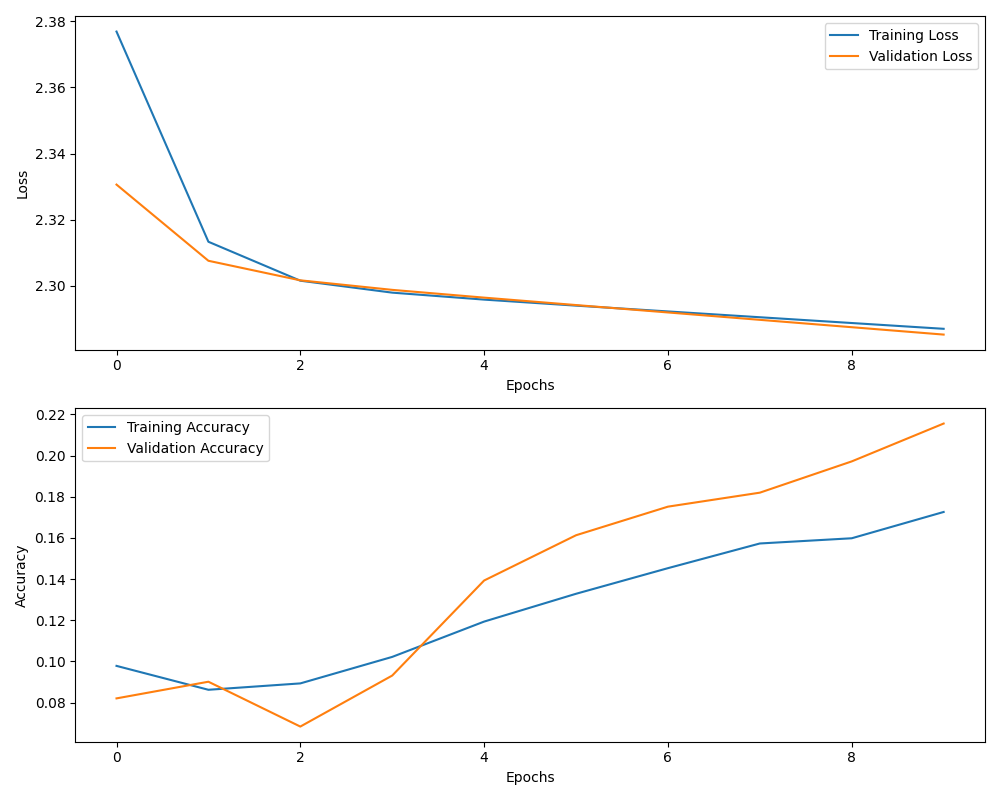 2.38
2.36
2.34
2.32
2.30
Loss
Training Loss
Validation Loss
0 2 4 6 8
Epochs
0.22
0.20
0.18
0.16
0.14
0.12
0.10
0.08
Accuracy
Training Accuracy
Validation Accuracy
0 2 4 6 8
Epochs